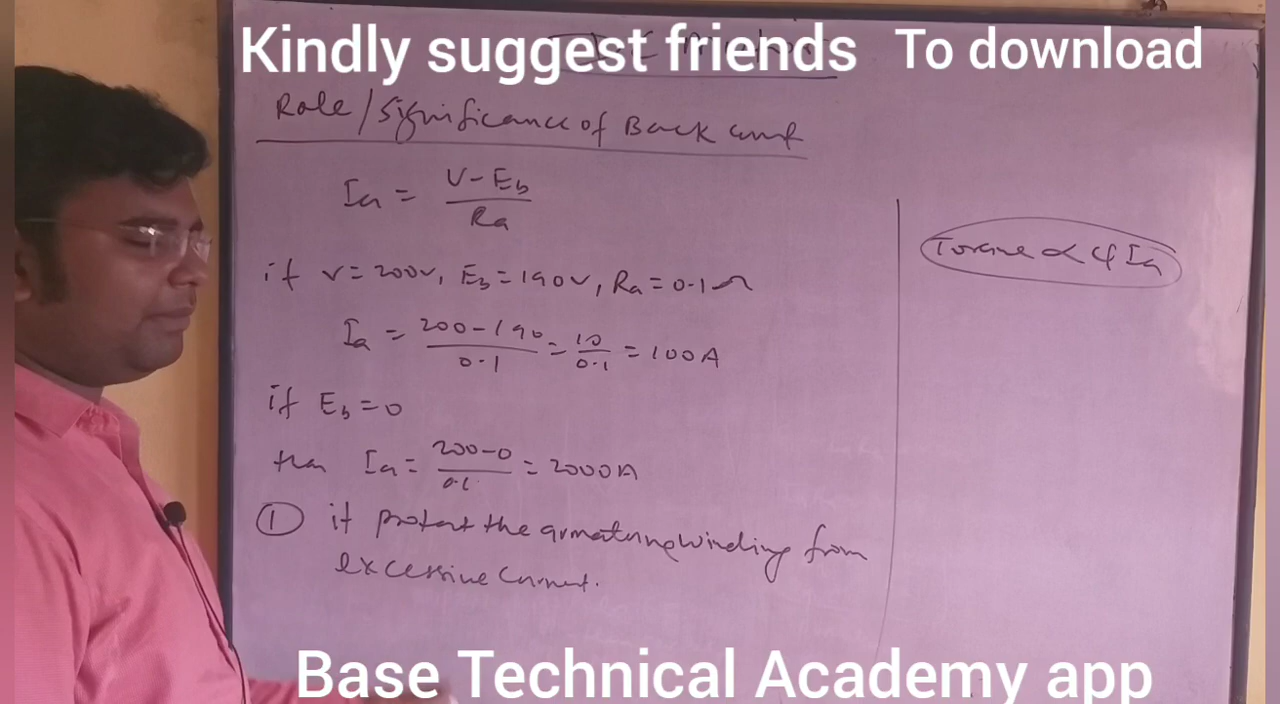 Kindly suggest friends To download
Role/significance of Back emf
Ia = V-Eb / Ra
Torque ∝ φ Ia
if V=200V, Eb=190V, Ra=0.1Ω
Ia = 200-190 / 0.1 = 10 / 0.1 = 100A
if Eb=0
then Ia = 200-0 / 0.1 = 2000A
① it protect the armature winding from
excessive current.
Base Technical Academy app